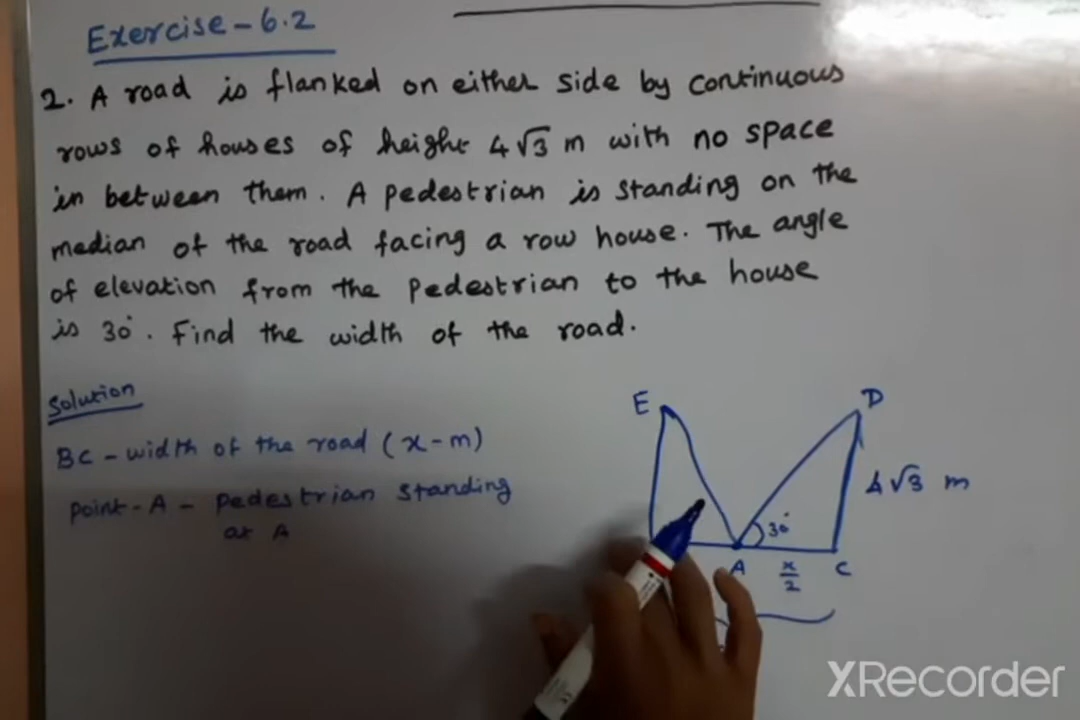 Exercise - 6.2
2. A road is flanked on either side by continuous
rows of houses of height 4√3 m with no space
in between them. A pedestrian is standing on the
median of the road facing a row house. The angle
of elevation from the pedestrian to the house
is 30°. Find the width of the road.
Solution
BC - width of the road (x-m)
Point-A - Pedestrian standing
at A
E
D
4√3 m
30°
A
x/2
C
XRecorder